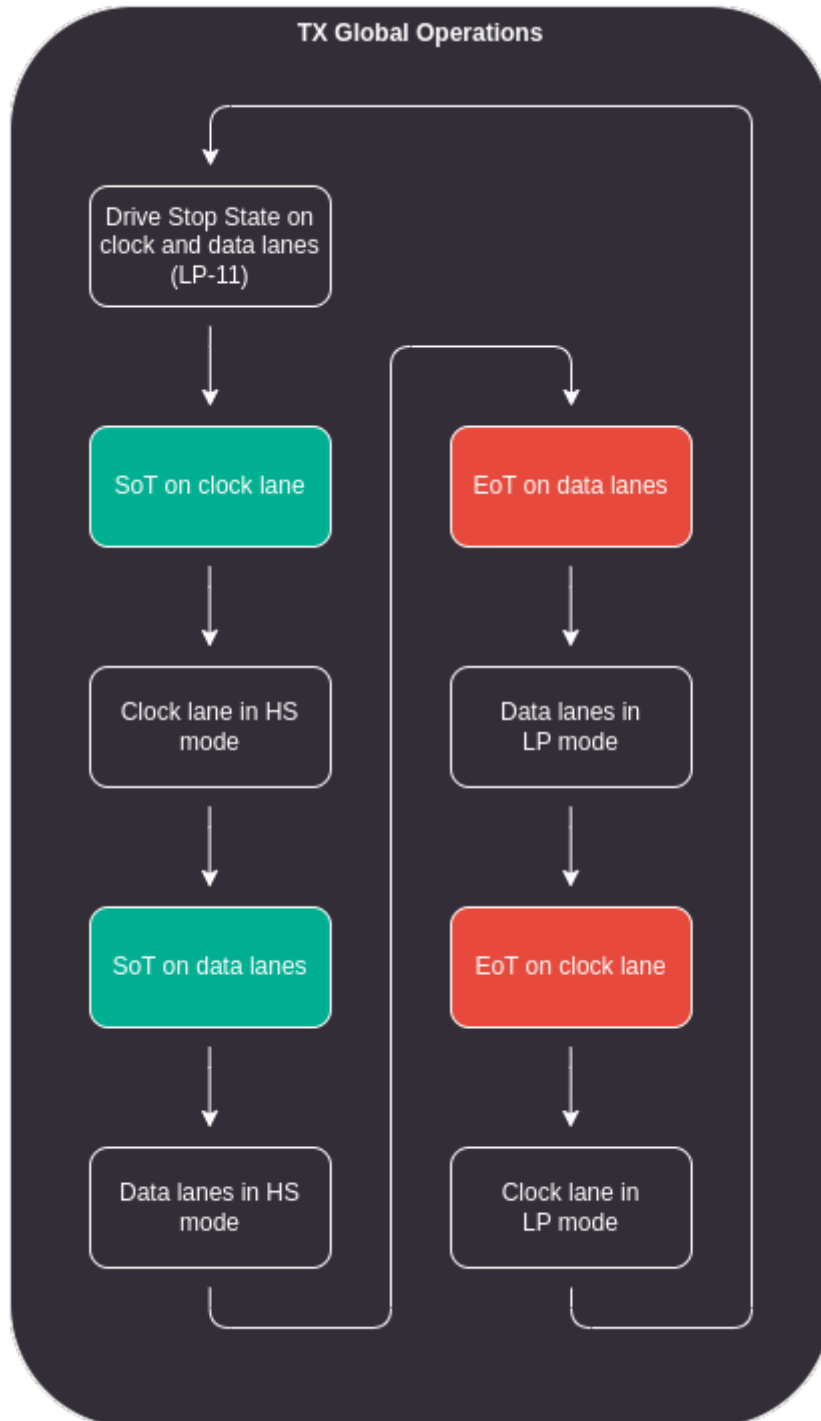 TX Global Operations
Drive Stop State on
clock and data lanes
(LP-11)
SoT on clock lane
Clock lane in HS
mode
SoT on data lanes
Data lanes in HS
mode
EoT on data lanes
Data lanes in
LP mode
EoT on clock lane
Clock lane in
LP mode